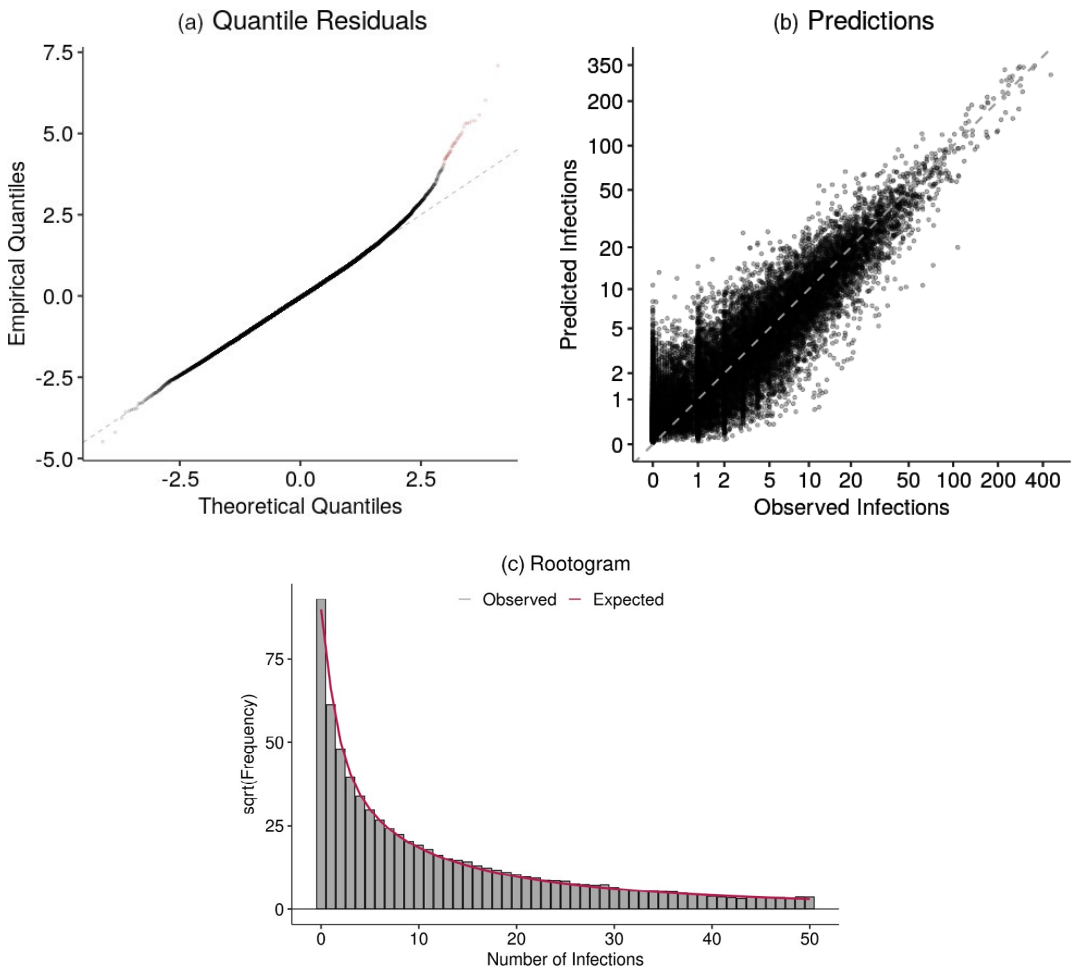 (a) Quantile Residuals
7.5
5.0
2.5
0.0
-2.5
-5.0
Empirical Quantiles
-2.5 0.0 2.5
Theoretical Quantiles
(b) Predictions
350
200
100
50
20
10
5
2
1
0
Predicted Infections
0 1 2 5 10 20 50 100 200 400
Observed Infections
(c) Rootogram
Observed Expected
75
50
25
0
sqrt(Frequency)
0 10 20 30 40 50
Number of Infections